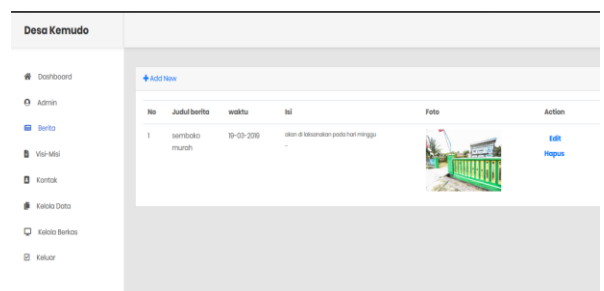 Desa Kemudo
Dashboard
Admin
Berita
Visi-Misi
Kontak
Kelola Data
Kelola Berkas
Keluar
Add New
No Judul berita waktu Isi Foto Action
1 sembako murah 19-03-2019 akan di laksanakan pada hari minggu
-
Edit
Hapus